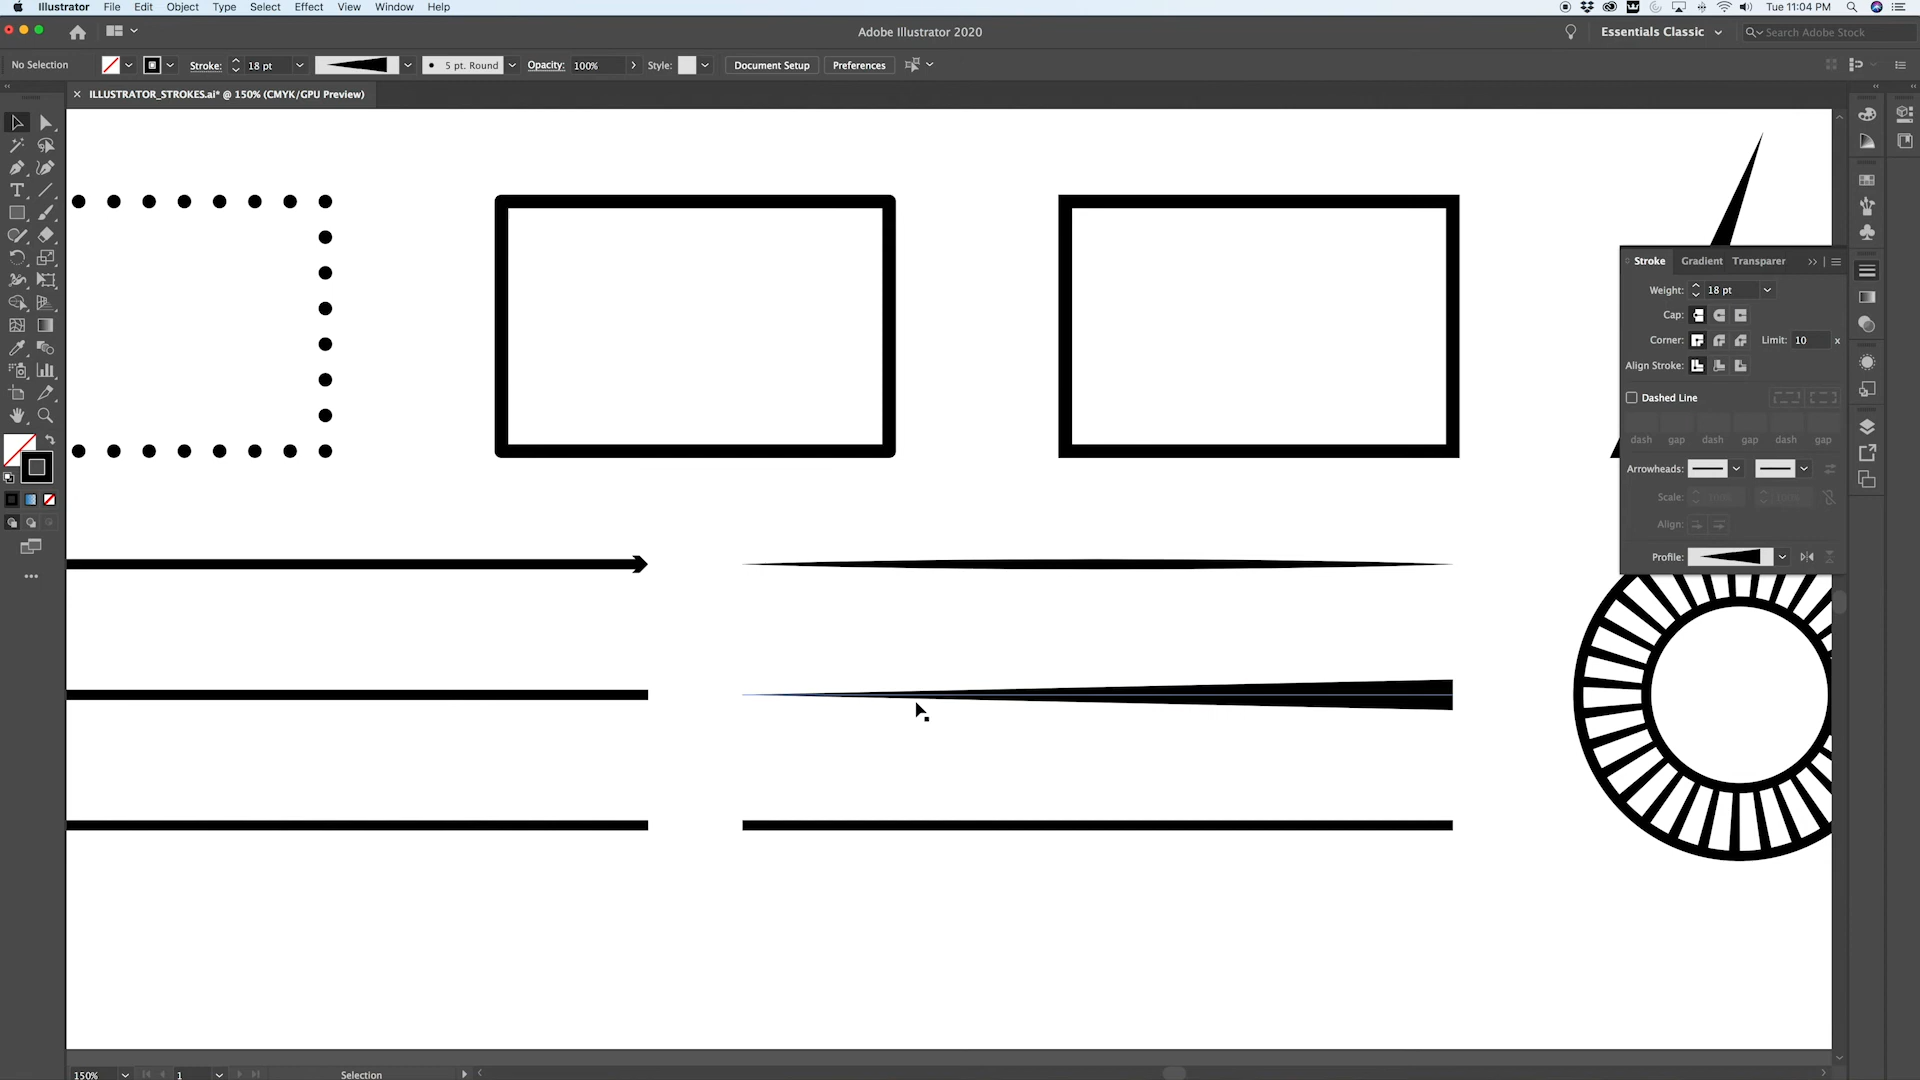 Illustrator File Edit Object Type Select Effect View Window Help
Tue 11:04 PM
Adobe Illustrator 2020
Essentials Classic
Search Adobe Stock
No Selection
Stroke: 18 pt
5 pt. Round
Opacity: 100%
Style:
Document Setup
Preferences
ILLUSTRATOR_STROKES.ai* @ 150% (CMYK/GPU Preview)
Stroke Gradient Transparer
Weight: 18 pt
Cap:
Corner: Limit: 10 x
Align Stroke:
Dashed Line
dash gap dash gap dash gap
Arrowheads:
Scale:
Align:
Profile:
150% 1 Selection